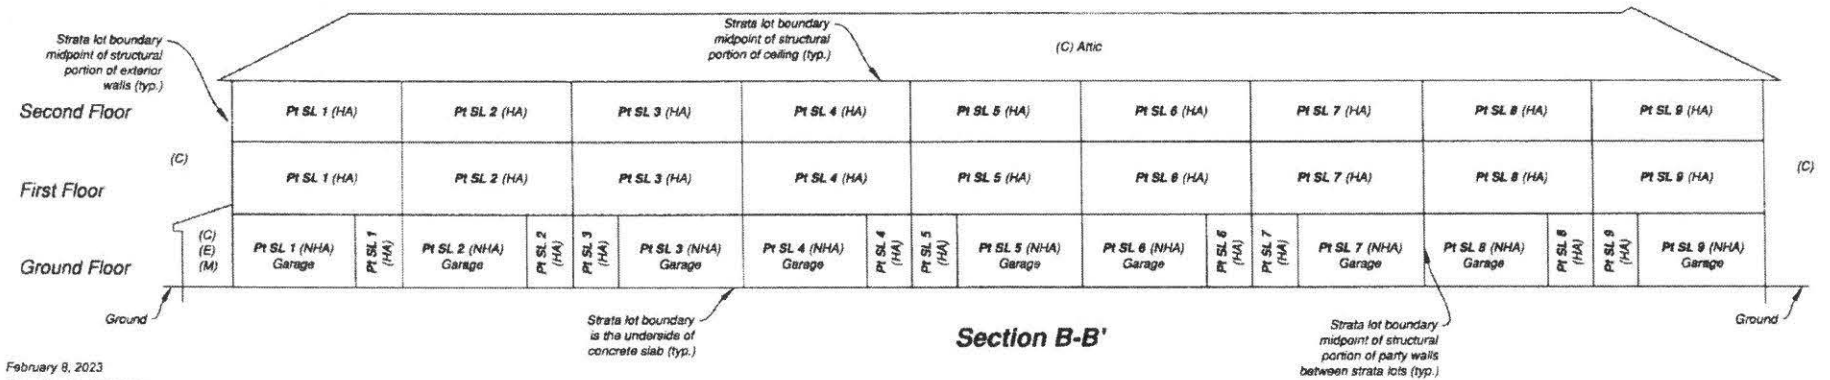 Strata lot boundary
midpoint of structural
portion of exterior
walls (typ.)
Strata lot boundary
midpoint of structural
portion of ceiling (typ.)
(C) Attic
Second Floor
Pt SL 1 (HA) Pt SL 2 (HA) Pt SL 3 (HA) Pt SL 4 (HA) Pt SL 5 (HA) Pt SL 6 (HA) Pt SL 7 (HA) Pt SL 8 (HA) Pt SL 9 (HA)
(C)
(C)
First Floor
Pt SL 1 (HA) Pt SL 2 (HA) Pt SL 3 (HA) Pt SL 4 (HA) Pt SL 5 (HA) Pt SL 6 (HA) Pt SL 7 (HA) Pt SL 8 (HA) Pt SL 9 (HA)
Ground Floor
(C)
(E)
(M)
Pt SL 1 (NHA)
Garage
Pt SL 1
(HA)
Pt SL 2 (NHA)
Garage
Pt SL 2
(HA)
Pt SL 3
(HA)
Pt SL 3 (NHA)
Garage
Pt SL 4 (NHA)
Garage
Pt SL 4
(HA)
Pt SL 5
(HA)
Pt SL 5 (NHA)
Garage
Pt SL 6 (NHA)
Garage
Pt SL 6
(HA)
Pt SL 7
(HA)
Pt SL 7 (NHA)
Garage
Pt SL 8 (NHA)
Garage
Pt SL 8
(HA)
Pt SL 9
(HA)
Pt SL 9 (NHA)
Garage
Ground
Strata lot boundary
is the underside of
concrete slab (typ.)
Section B-B'
Strata lot boundary
midpoint of structural
portion of party walls
between strata lots (typ.)
Ground
February 8, 2023